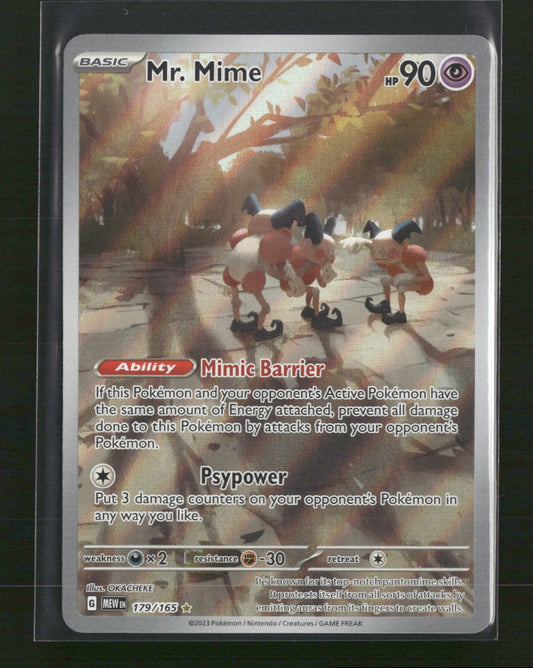 BASIC
Mr. Mime
HP 90
Ability Mimic Barrier
If this Pokémon and your opponent's Active Pokémon have
the same amount of Energy attached, prevent all damage
done to this Pokémon by attacks from your opponent's
Pokémon.
Psypower
Put 3 damage counters on your opponent's Pokémon in
any way you like.
weakness ×2 resistance -30 retreat
Illus. OKACHEKE
It's known for its top-notch pantomime skills.
It protects itself from all sorts of attacks by
emitting auras from its fingers to create walls.
G MEW EN 179/165
©2023 Pokémon / Nintendo / Creatures / GAME FREAK